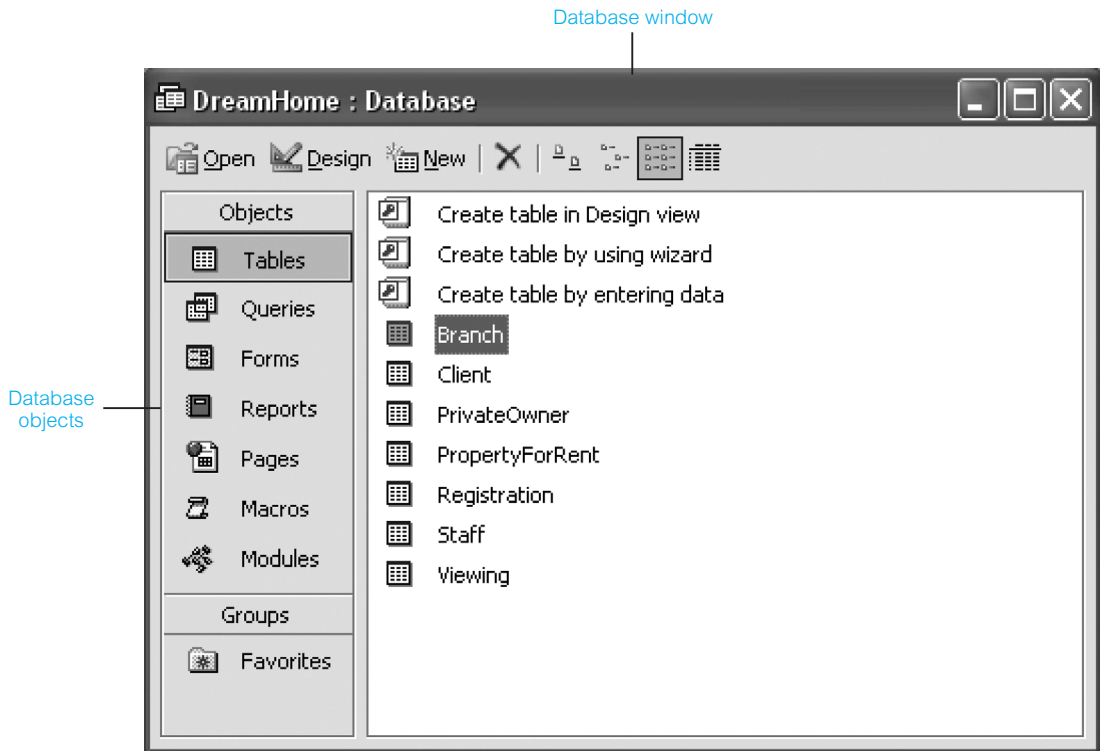 Database window
DreamHome : Database
Open Design New
Objects
Tables
Queries
Forms
Reports
Pages
Macros
Modules
Groups
Favorites
Create table in Design view
Create table by using wizard
Create table by entering data
Branch
Client
PrivateOwner
PropertyForRent
Registration
Staff
Viewing
Database
objects